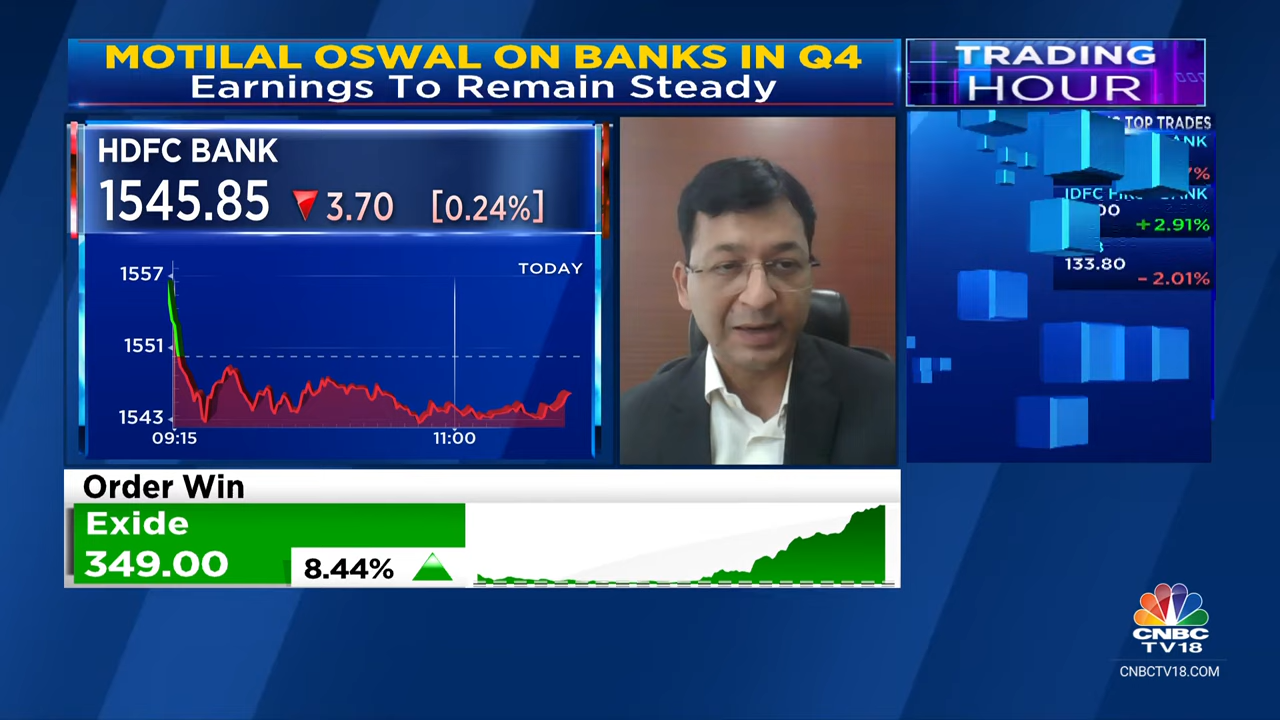 MOTILAL OSWAL ON BANKS IN Q4
Earnings To Remain Steady
TRADING
HOUR
HDFC BANK
1545.85 3.70 [0.24%]
TODAY
1557
1551
1543
09:15 11:00
TOP TRADES
+2.91%
133.80
-2.01%
Order Win
Exide
349.00 8.44%
CNBC
TV18
CNBCTV18.COM